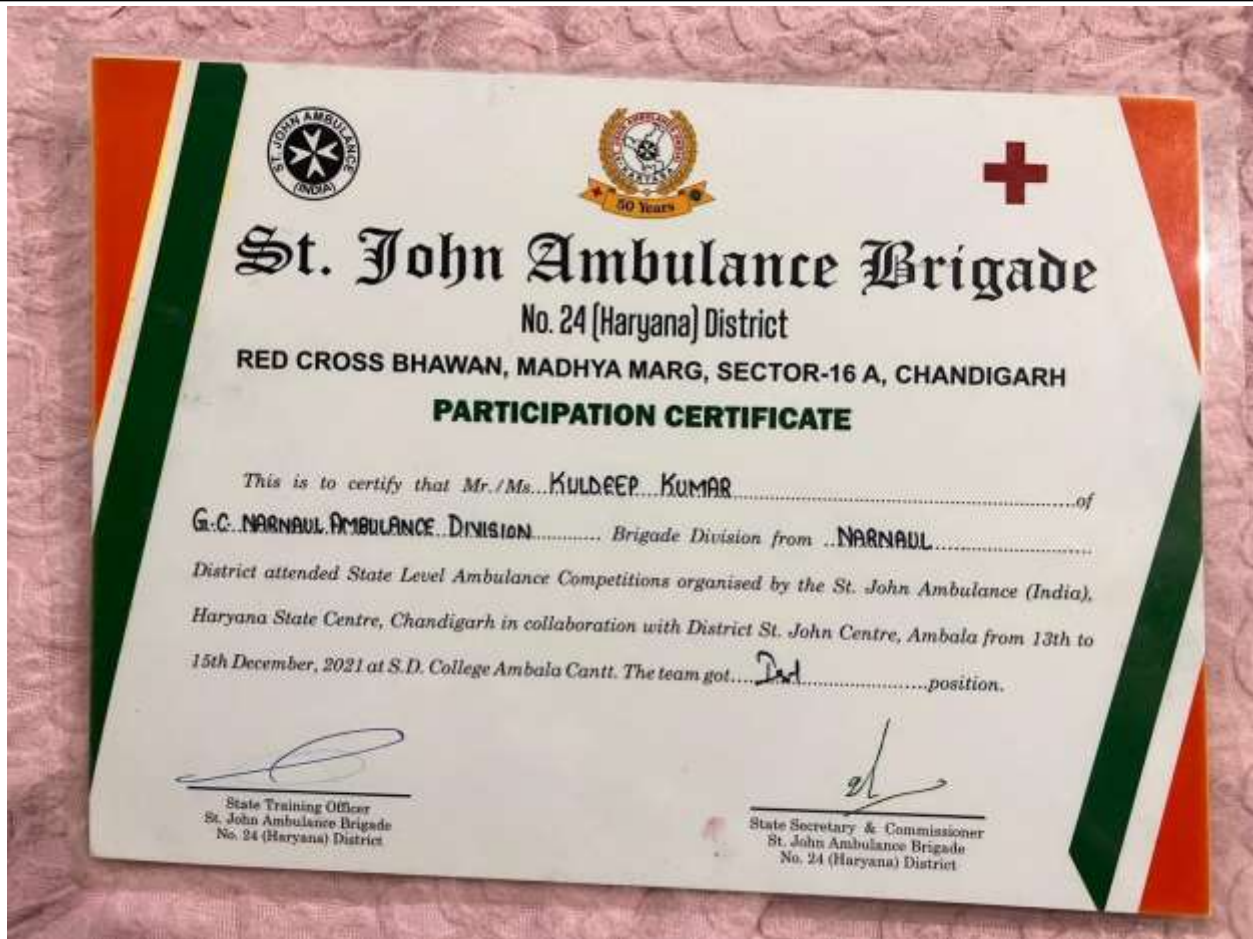 ST. JOHN AMBULANCE
(INDIA)
50 Years
St. John Ambulance Brigade
No. 24 (Haryana) District
RED CROSS BHAWAN, MADHYA MARG, SECTOR-16 A, CHANDIGARH
PARTICIPATION CERTIFICATE
This is to certify that Mr./Ms...KULDEEP KUMAR...of
G.C. NARNAUL AMBULANCE DIVISION... Brigade Division from ..NARNAUL...
District attended State Level Ambulance Competitions organised by the St. John Ambulance (India),
Haryana State Centre, Chandigarh in collaboration with District St. John Centre, Ambala from 13th to
15th December, 2021 at S.D. College Ambala Cantt. The team got.... ....position.
State Training Officer
St. John Ambulance Brigade
No. 24 (Haryana) District
State Secretary & Commissioner
St. John Ambulance Brigade
No. 24 (Haryana) District